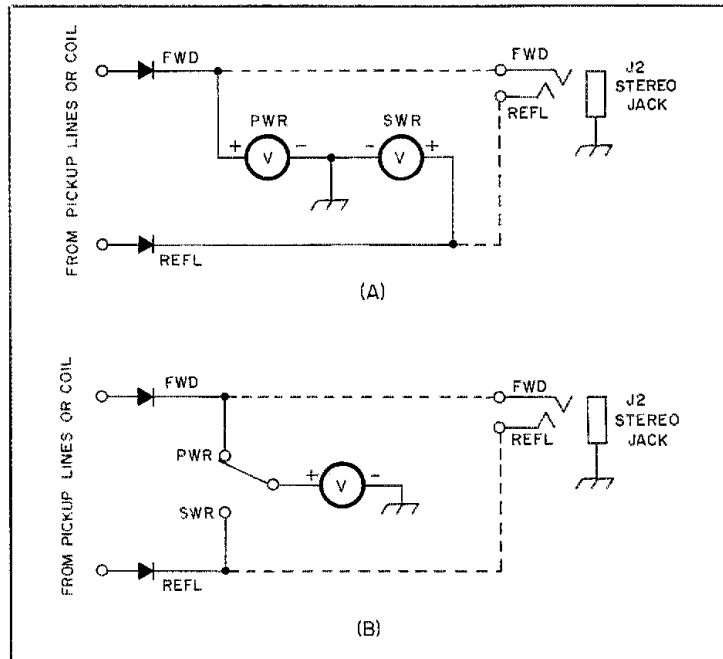 FWD
FWD
J2
STEREO
JACK
REFL
PWR
SWR
+
-
-
+
V
V
FROM PICKUP LINES OR COIL
REFL
(A)
FWD
FWD
J2
STEREO
JACK
REFL
PWR
+
-
V
SWR
FROM PICKUP LINES OR COIL
REFL
(B)